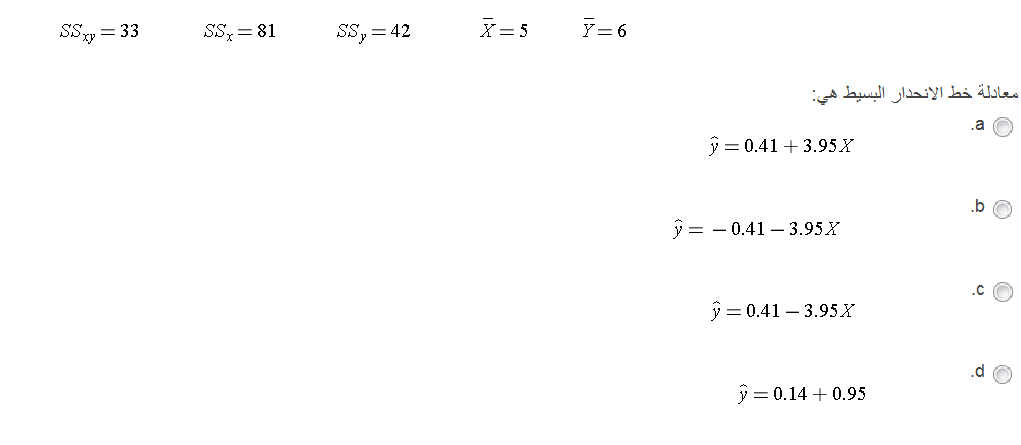 SSxy = 33 SSx = 81 SSy = 42 X̄ = 5 Ȳ = 6
معادلة خط الانحدار البسيط هي:
a.
ŷ = 0.41 + 3.95X
b.
ŷ = − 0.41 − 3.95X
c.
ŷ = 0.41 − 3.95X
d.
ŷ = 0.14 + 0.95